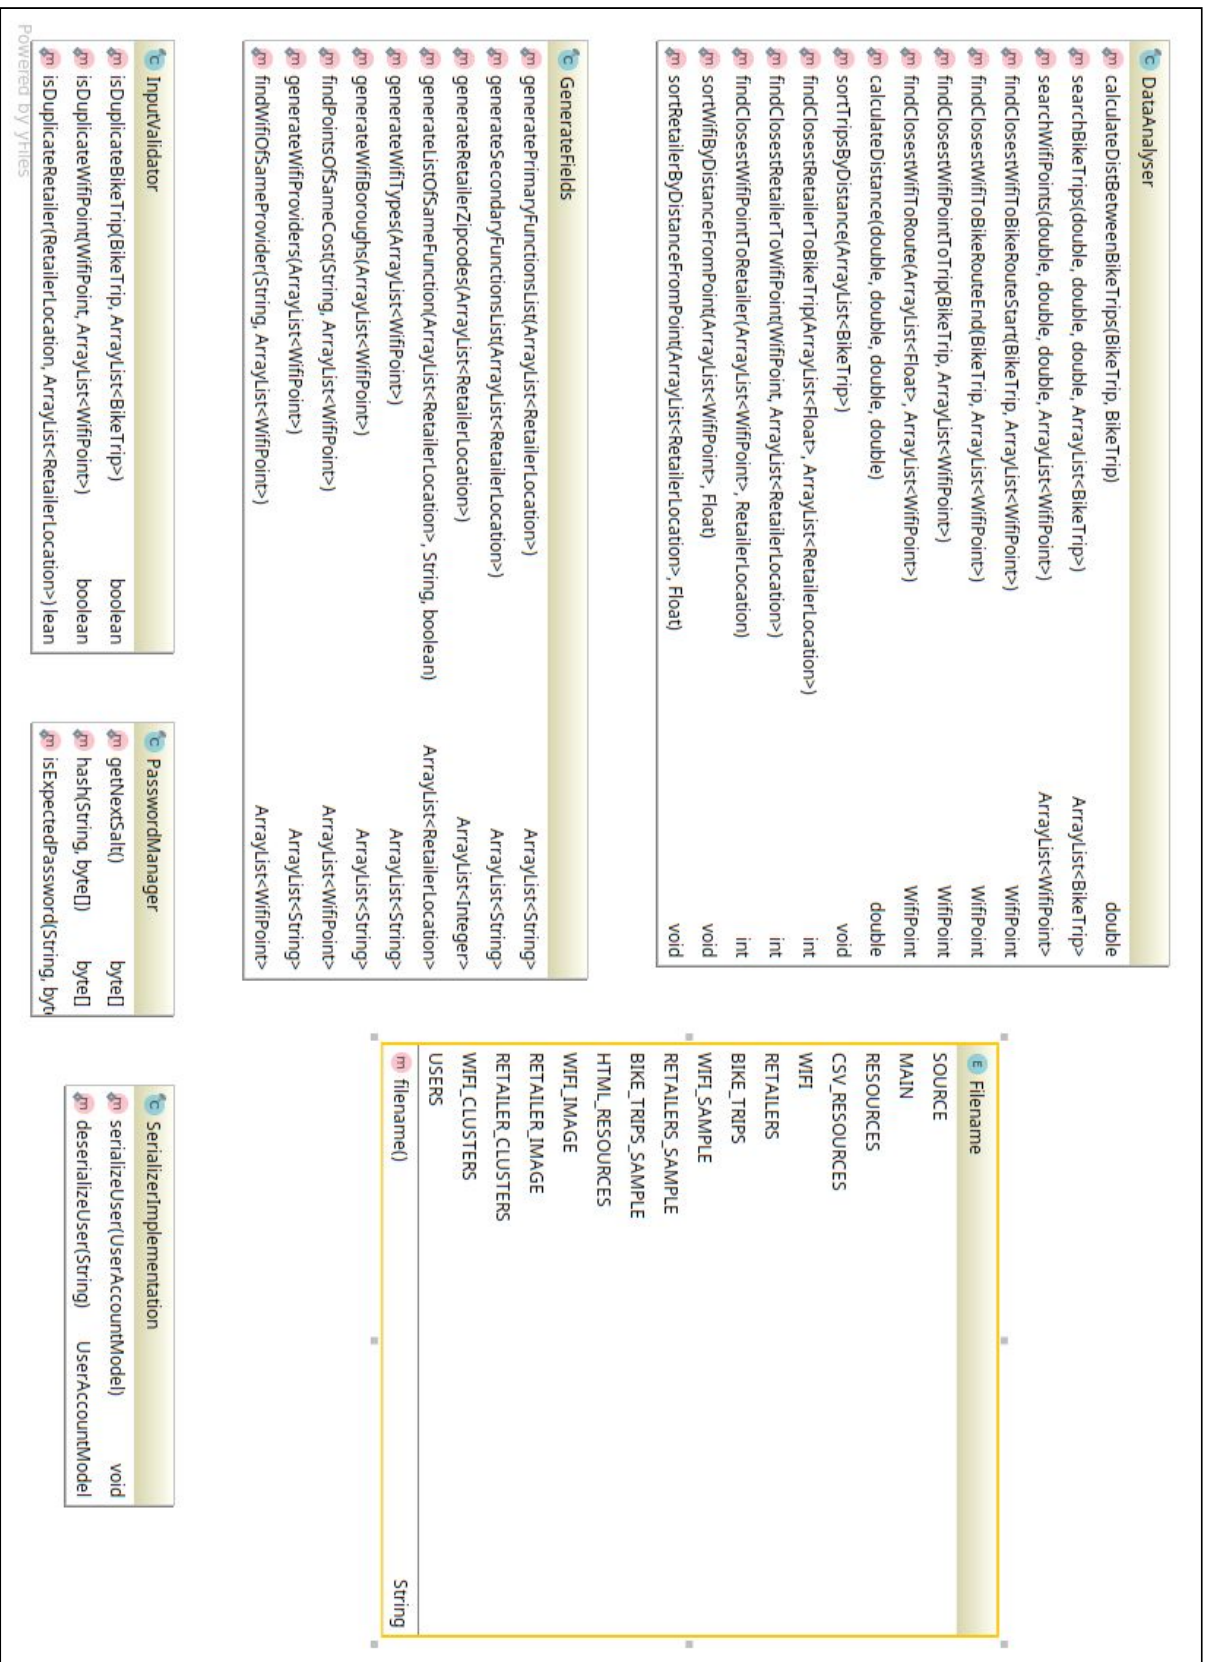 DataAnalyser
calculateDistBetweenBikeTrips(BikeTrip, BikeTrip) double
searchBikeTrips(double, double, double, ArrayList<BikeTrip>) ArrayList<BikeTrip>
searchWifiPoints(double, double, double, ArrayList<WifiPoint>) ArrayList<WifiPoint>
findClosestWifiToBikeRouteStart(BikeTrip, ArrayList<WifiPoint>) WifiPoint
findClosestWifiToBikeRouteEnd(BikeTrip, ArrayList<WifiPoint>) WifiPoint
findClosestWifiPointToTrip(BikeTrip, ArrayList<WifiPoint>) WifiPoint
findClosestWifiToRoute(ArrayList<Float>, ArrayList<WifiPoint>) WifiPoint
calculateDistance(double, double, double, double) double
sortTripsByDistance(ArrayList<BikeTrip>) void
findClosestRetailerToBikeTrip(ArrayList<Float>, ArrayList<RetailerLocation>) int
findClosestRetailerToWifiPoint(WifiPoint, ArrayList<RetailerLocation>) int
findClosestWifiPointToRetailer(ArrayList<WifiPoint>, RetailerLocation) int
sortWifiByDistanceFromPoint(ArrayList<WifiPoint>, Float) void
sortRetailerByDistanceFromPoint(ArrayList<RetailerLocation>, Float) void
Filename
SOURCE
MAIN
RESOURCES
CSV_RESOURCES
WIFI
RETAILERS
BIKE_TRIPS
WIFI_SAMPLE
RETAILERS_SAMPLE
BIKE_TRIPS_SAMPLE
HTML_RESOURCES
WIFI_IMAGE
RETAILER_IMAGE
RETAILER_CLUSTERS
WIFI_CLUSTERS
USERS
filename() String
GenerateFields
generatePrimaryFunctionsList(ArrayList<RetailerLocation>) ArrayList<String>
generateSecondaryFunctionsList(ArrayList<RetailerLocation>) ArrayList<String>
generateRetailerZipcodes(ArrayList<RetailerLocation>) ArrayList<Integer>
generateListOfSameFunction(ArrayList<RetailerLocation>, String, boolean) ArrayList<RetailerLocation>
generateWifiTypes(ArrayList<WifiPoint>) ArrayList<String>
generateWifiBoroughs(ArrayList<WifiPoint>) ArrayList<String>
findPointsOfSameCost(String, ArrayList<WifiPoint>) ArrayList<WifiPoint>
generateWifiProviders(ArrayList<WifiPoint>) ArrayList<String>
findWifiOfSameProvider(String, ArrayList<WifiPoint>) ArrayList<WifiPoint>
InputValidator
isDuplicateBikeTrip(BikeTrip, ArrayList<BikeTrip>) boolean
isDuplicateWifiPoint(WifiPoint, ArrayList<WifiPoint>) boolean
isDuplicateRetailer(RetailerLocation, ArrayList<RetailerLocation>) lean
PasswordManager
getNextSalt() byte[]
hash(String, byte[]) byte[]
isExpectedPassword(String, byt
SerializerImplementation
serializeUser(UserAccountModel) void
deserializeUser(String) UserAccountModel
Powered by yFiles